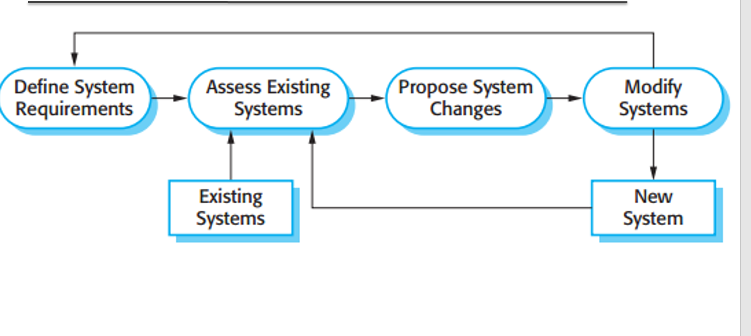 Define System
Requirements
Assess Existing
Systems
Propose System
Changes
Modify
Systems
Existing
Systems
New
System